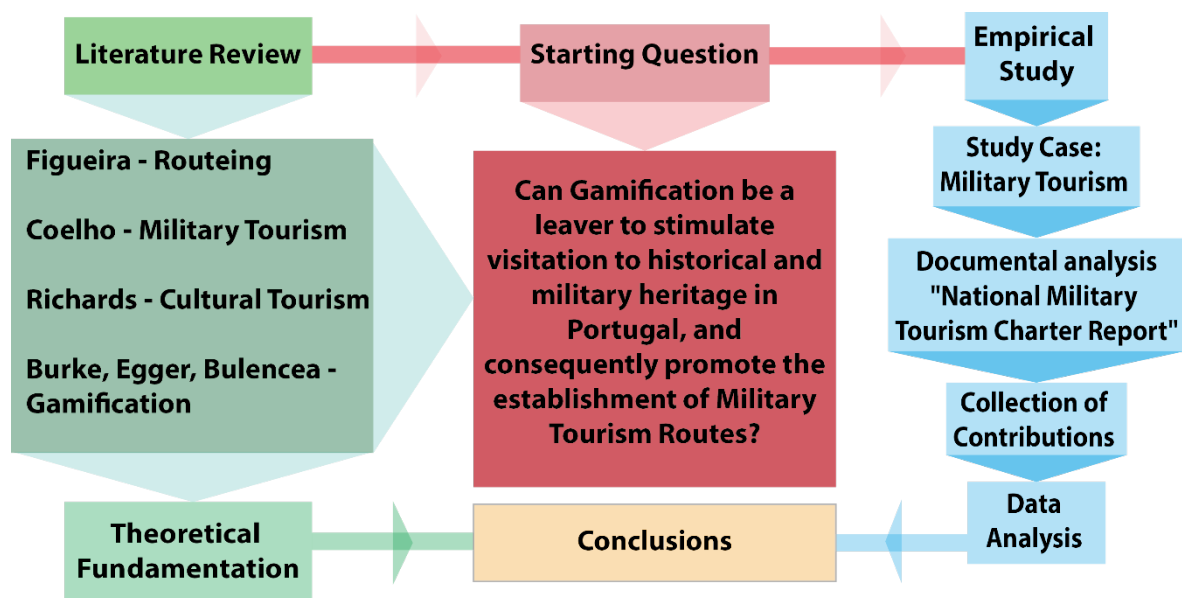 Literature Review
Figueira - Routeing
Coelho - Military Tourism
Richards - Cultural Tourism
Burke, Egger, Bulencea -
Gamification
Theoretical
Fundamentation
Starting Question
Can Gamification be a
leaver to stimulate
visitation to historical and
military heritage in
Portugal, and
consequently promote the
establishment of Military
Tourism Routes?
Conclusions
Empirical
Study
Study Case:
Military Tourism
Documental analysis
"National Military
Tourism Charter Report"
Collection of
Contributions
Data
Analysis